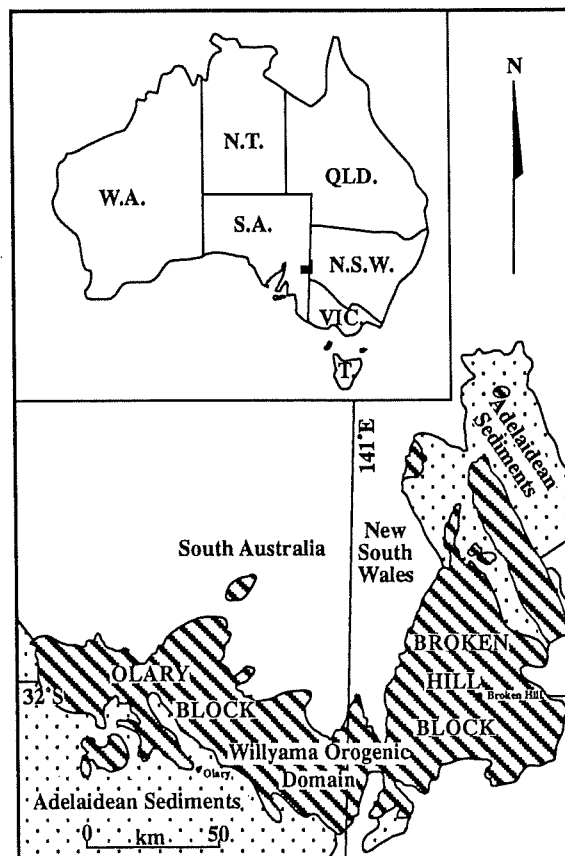 N
N.T.
W.A.
QLD.
S.A.
N.S.W.
VIC.
T.
141°E
Adelaidean
Sediments
New
South
Wales
South Australia
BROKEN
HILL
Broken Hill
BLOCK
OLARY
BLOCK
32°S
Willyama Orogenic
Domain
Olary
Adelaidean Sediments
0 km 50